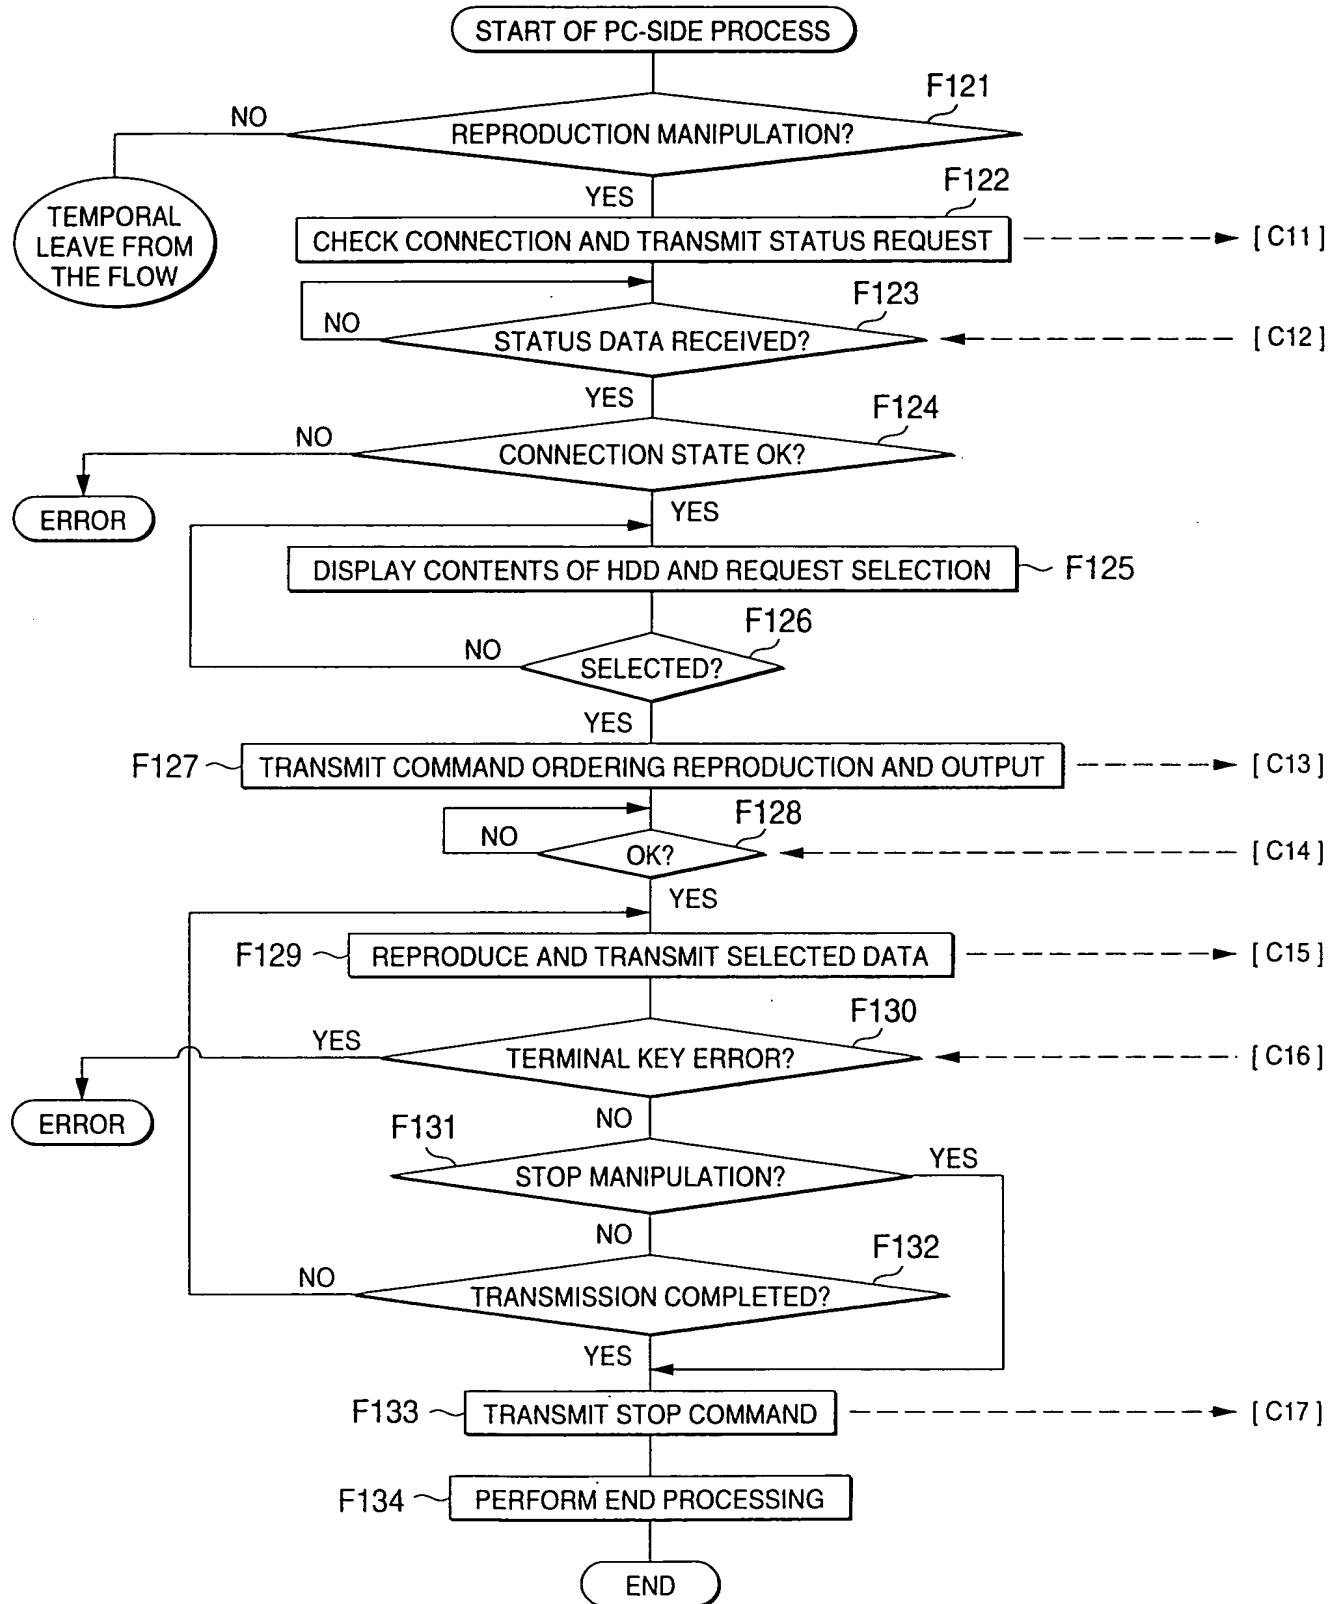 START OF PC-SIDE PROCESS
F121
NO
REPRODUCTION MANIPULATION?
YES
F122
TEMPORAL
LEAVE FROM
THE FLOW
CHECK CONNECTION AND TRANSMIT STATUS REQUEST
[ C11 ]
F123
NO
STATUS DATA RECEIVED?
[ C12 ]
YES
F124
NO
CONNECTION STATE OK?
ERROR
YES
DISPLAY CONTENTS OF HDD AND REQUEST SELECTION
F125
F126
NO
SELECTED?
YES
F127
TRANSMIT COMMAND ORDERING REPRODUCTION AND OUTPUT
[ C13 ]
F128
NO
OK?
[ C14 ]
YES
F129
REPRODUCE AND TRANSMIT SELECTED DATA
[ C15 ]
F130
YES
TERMINAL KEY ERROR?
[ C16 ]
ERROR
NO
F131
STOP MANIPULATION?
YES
NO
F132
NO
TRANSMISSION COMPLETED?
YES
F133
TRANSMIT STOP COMMAND
[ C17 ]
F134
PERFORM END PROCESSING
END